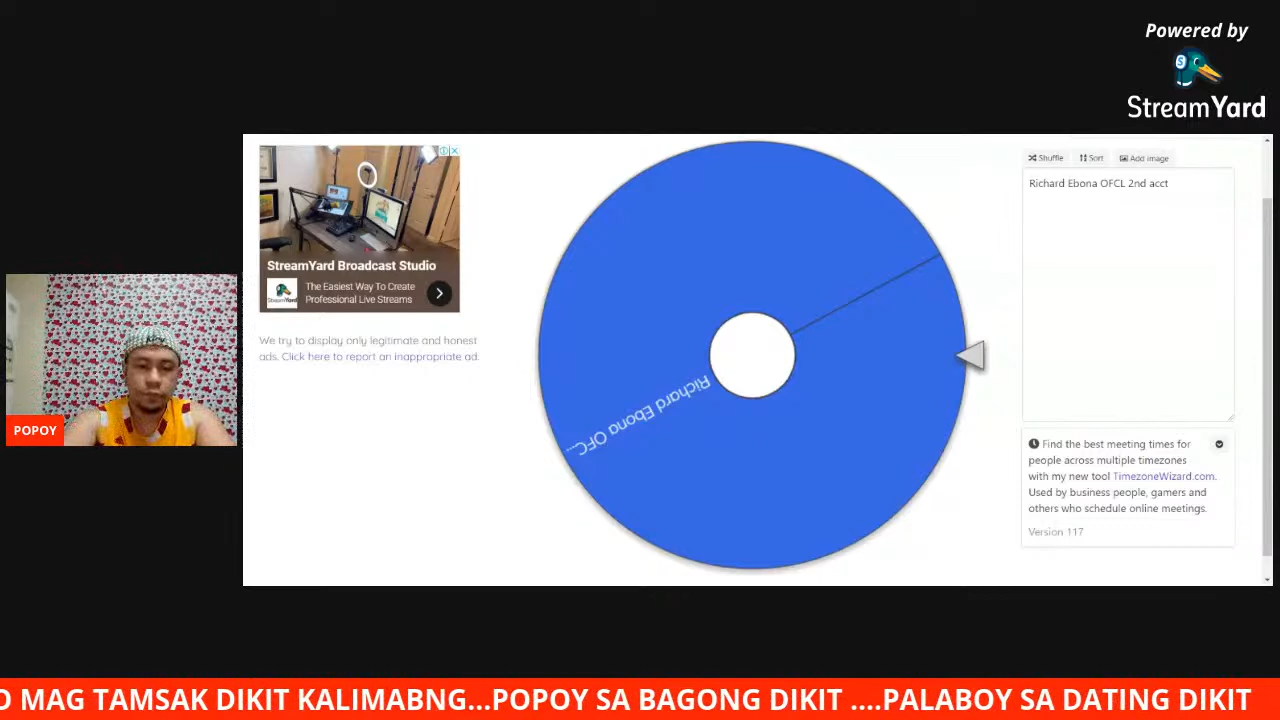 Powered by
StreamYard
StreamYard Broadcast Studio
StreamYard
The Easiest Way To Create
Professional Live Streams
We try to display only legitimate and honest
ads. Click here to report an inappropriate ad.
Richard Ebona OFC...
Shuffle Sort Add image
Richard Ebona OFCL 2nd acct
Find the best meeting times for
people across multiple timezones
with my new tool TimezoneWizard.com.
Used by business people, gamers and
others who schedule online meetings.
Version 117
POPOY
O MAG TAMSAK DIKIT KALIMABNG...POPOY SA BAGONG DIKIT ....PALABOY SA DATING DIKIT